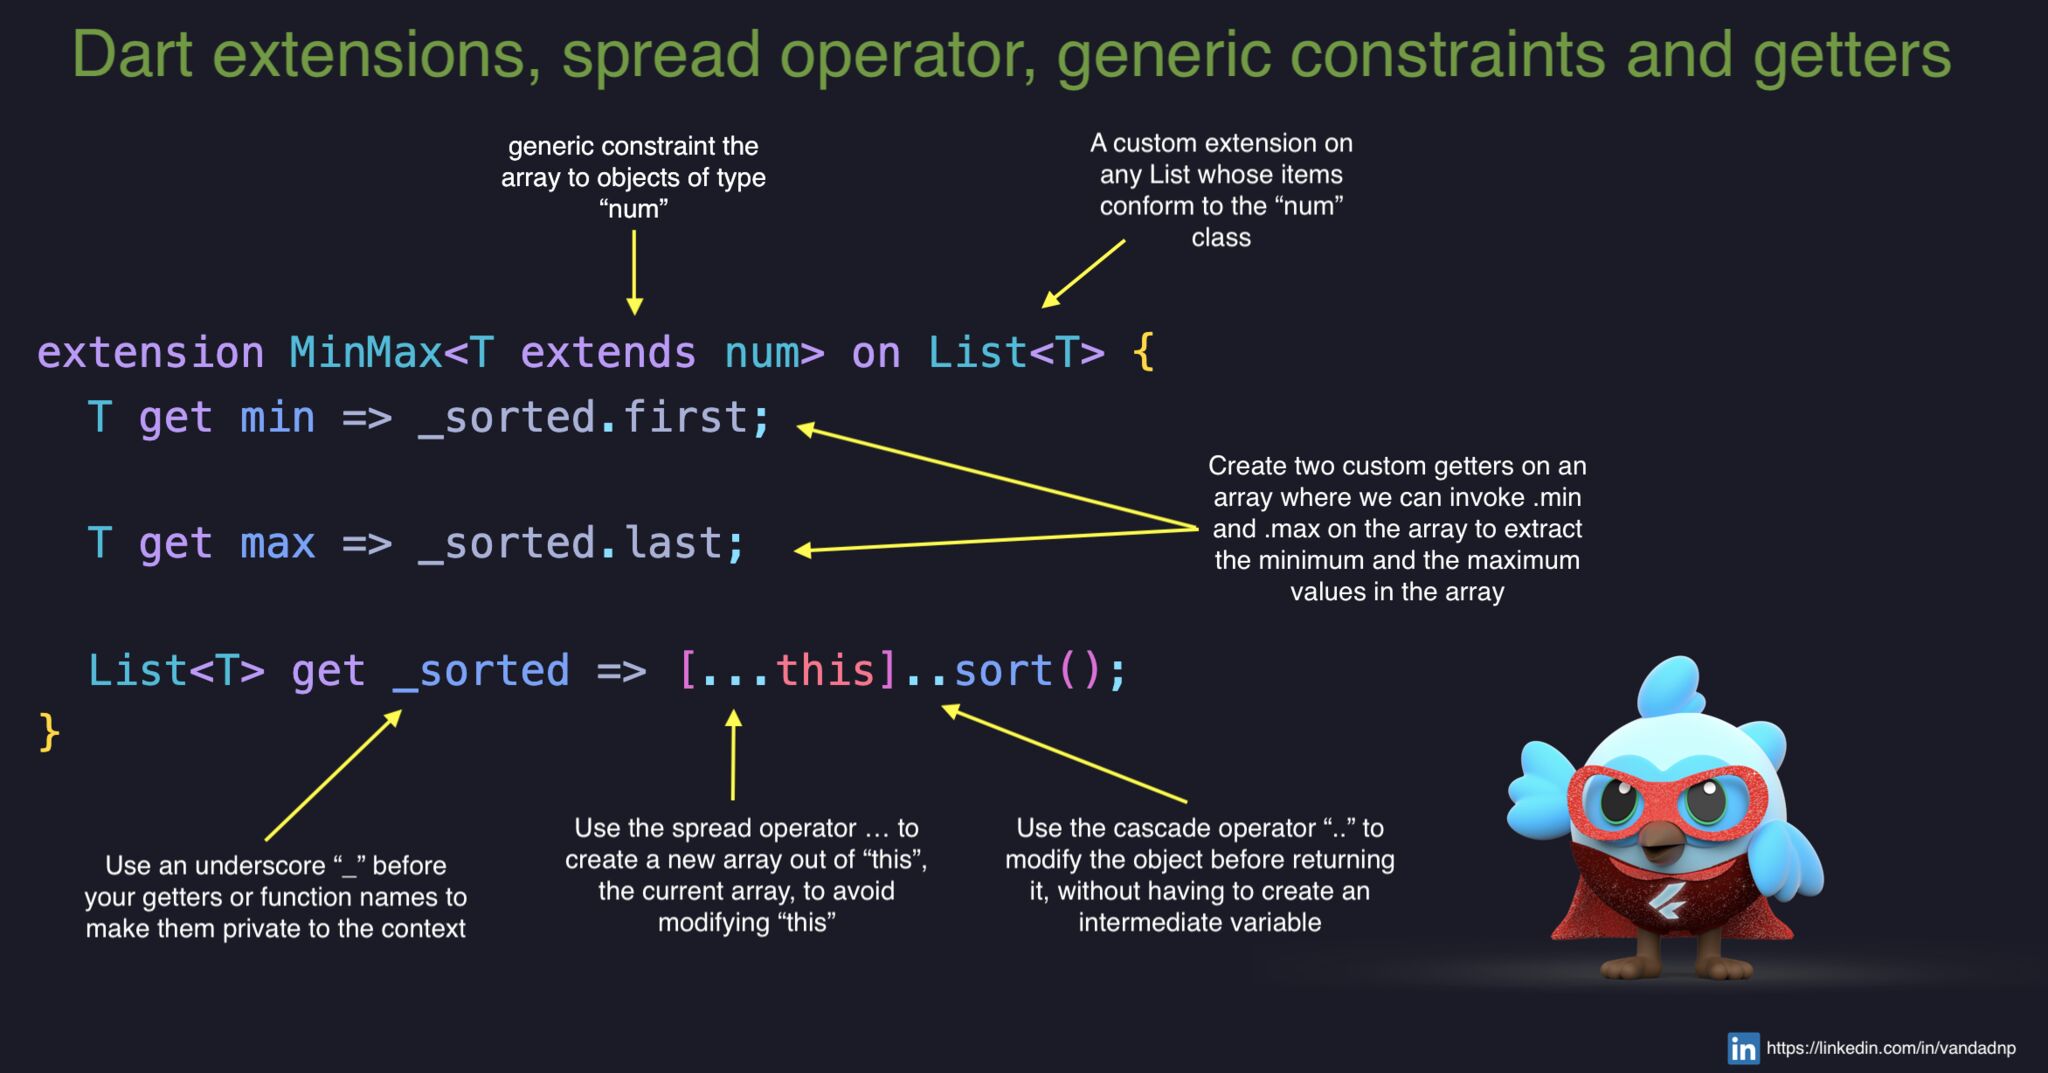 Dart extensions, spread operator, generic constraints and getters
generic constraint the
array to objects of type
“num”
A custom extension on
any List whose items
conform to the “num”
class
extension MinMax<T extends num> on List<T> {
T get min => _sorted.first;
T get max => _sorted.last;
Create two custom getters on an
array where we can invoke .min
and .max on the array to extract
the minimum and the maximum
values in the array
List<T> get _sorted => [...this]..sort();
}
Use an underscore “_” before
your getters or function names to
make them private to the context
Use the spread operator … to
create a new array out of “this”,
the current array, to avoid
modifying “this”
Use the cascade operator “..” to
modify the object before returning
it, without having to create an
intermediate variable
in https://linkedin.com/in/vandadnp